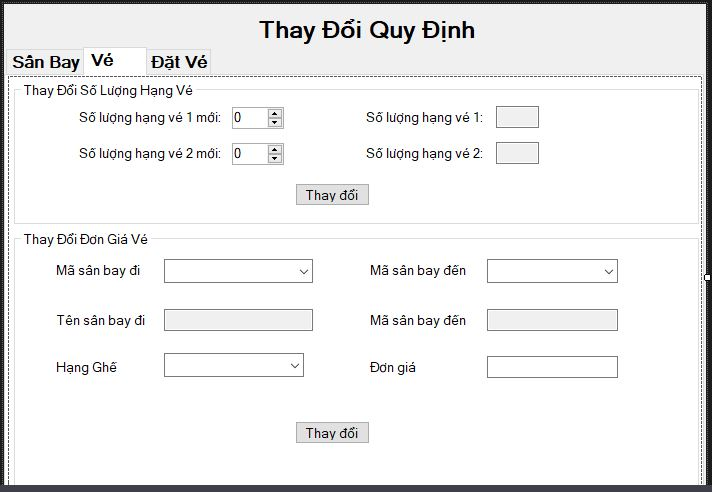 Thay Đổi Quy Định
Sân Bay Vé Đặt Vé
Thay Đổi Số Lượng Hạng Vé
Số lượng hạng vé 1 mới: 0 Số lượng hạng vé 1:
Số lượng hạng vé 2 mới: 0 Số lượng hạng vé 2:
Thay đổi
Thay Đổi Đơn Giá Vé
Mã sân bay đi Mã sân bay đến
Tên sân bay đi Mã sân bay đến
Hạng Ghế Đơn giá
Thay đổi